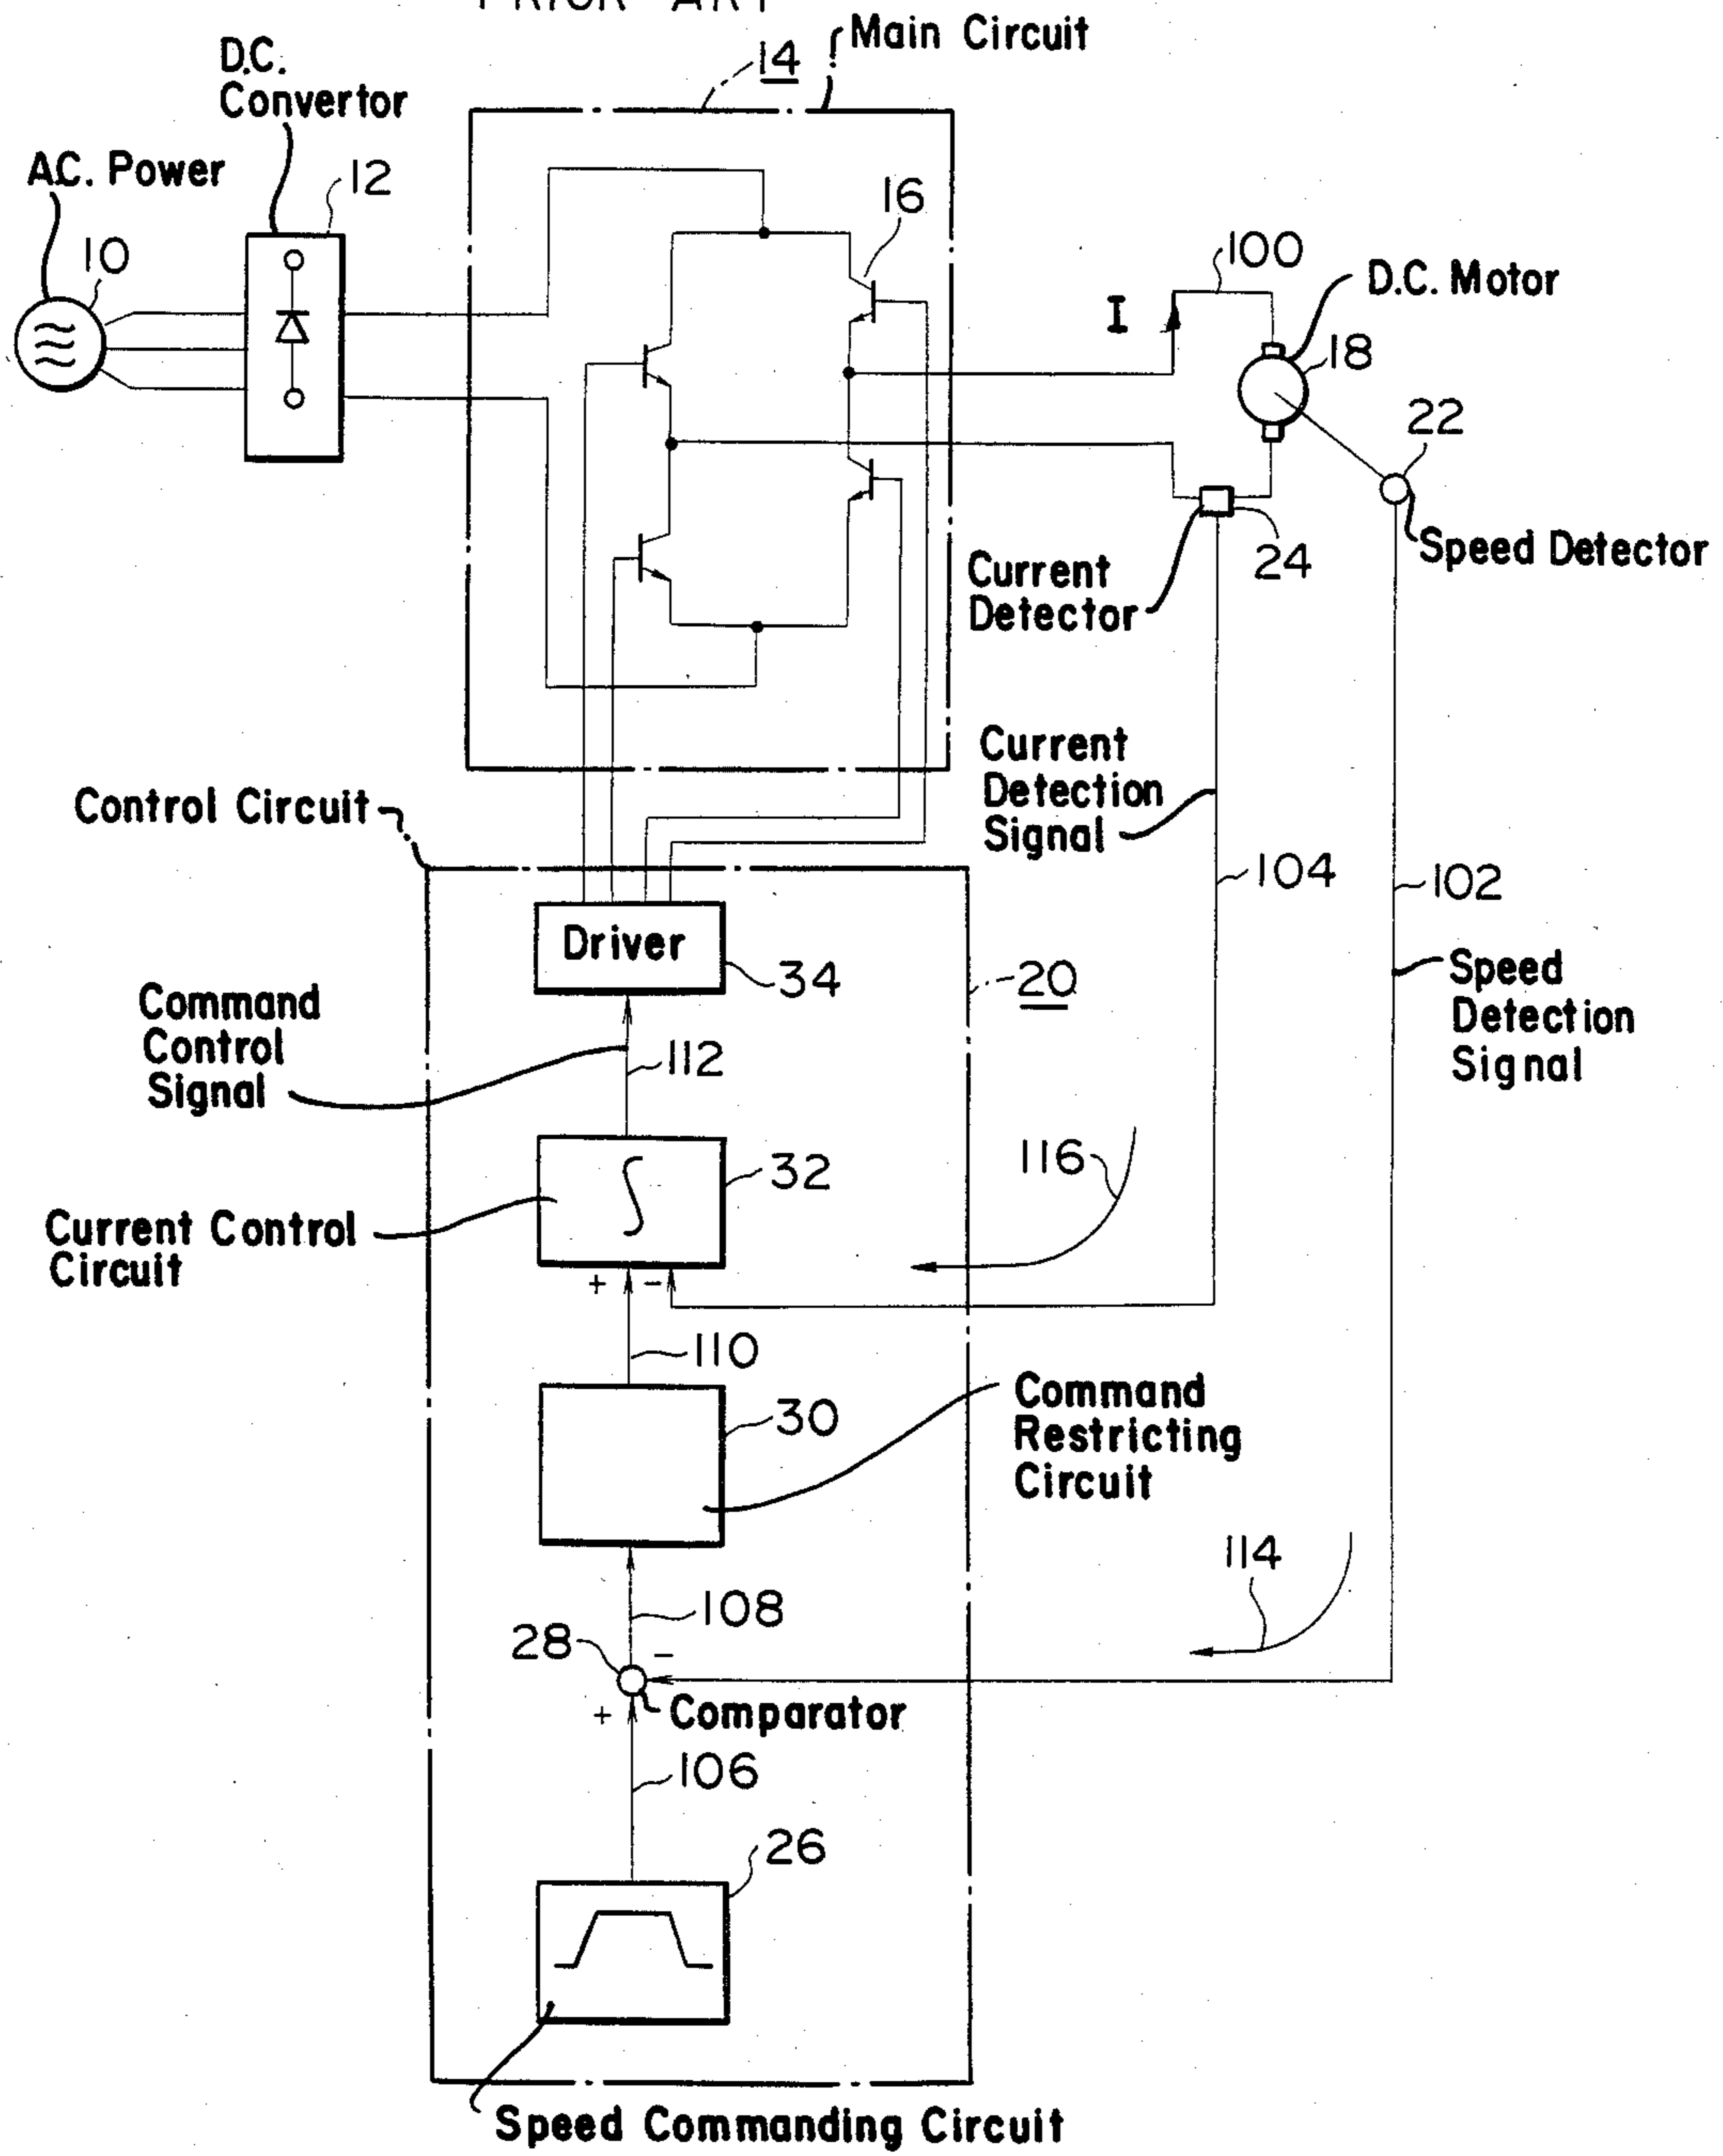 PRIOR ART
Main Circuit
14
D.C.
Convertor
A.C. Power
12
10
16
100
I
D.C. Motor
18
22
Speed Detector
24
Current
Detector
Current
Detection
Signal
Control Circuit
104
102
Driver
34
20
Speed
Detection
Signal
Command
Control
Signal
112
116
32
Current Control
Circuit
+ -
110
30
Command
Restricting
Circuit
114
108
28
-
+
Comparator
106
26
Speed Commanding Circuit